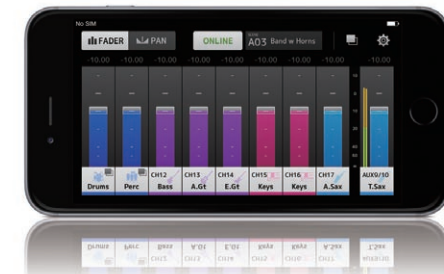 No SIM
FADER PAN ONLINE A03 Band w Horns
-10.00 -10.00 -10.00 -10.00 -10.00 -10.00 -10.00 -10.00 -10.00
CH12 CH13 CH14 CH15 CH16 CH17 AUX9/10
Drums Perc Bass A.Gt E.Gt Keys Keys A.Sax T.Sax